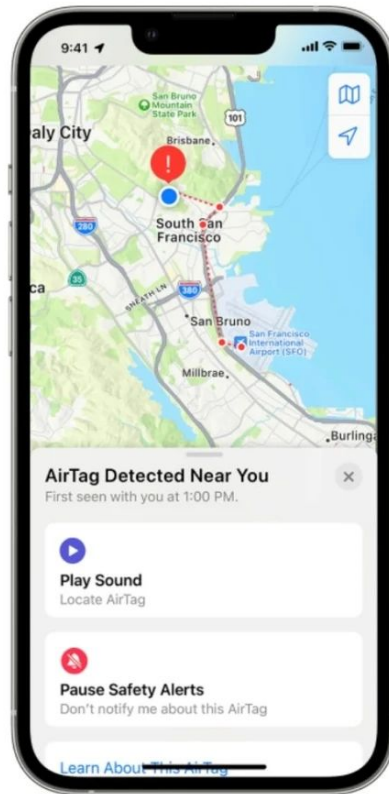 9:41
San Bruno
Mountain
State Park
101
aly City
Brisbane
280
South San
Francisco
35
ca
SNEATH LN
380
San Bruno
San Francisco
International
Airport (SFO)
Millbrae
Burlinga
AirTag Detected Near You
First seen with you at 1:00 PM.
Play Sound
Locate AirTag
Pause Safety Alerts
Don't notify me about this AirTag
Learn About This AirTag